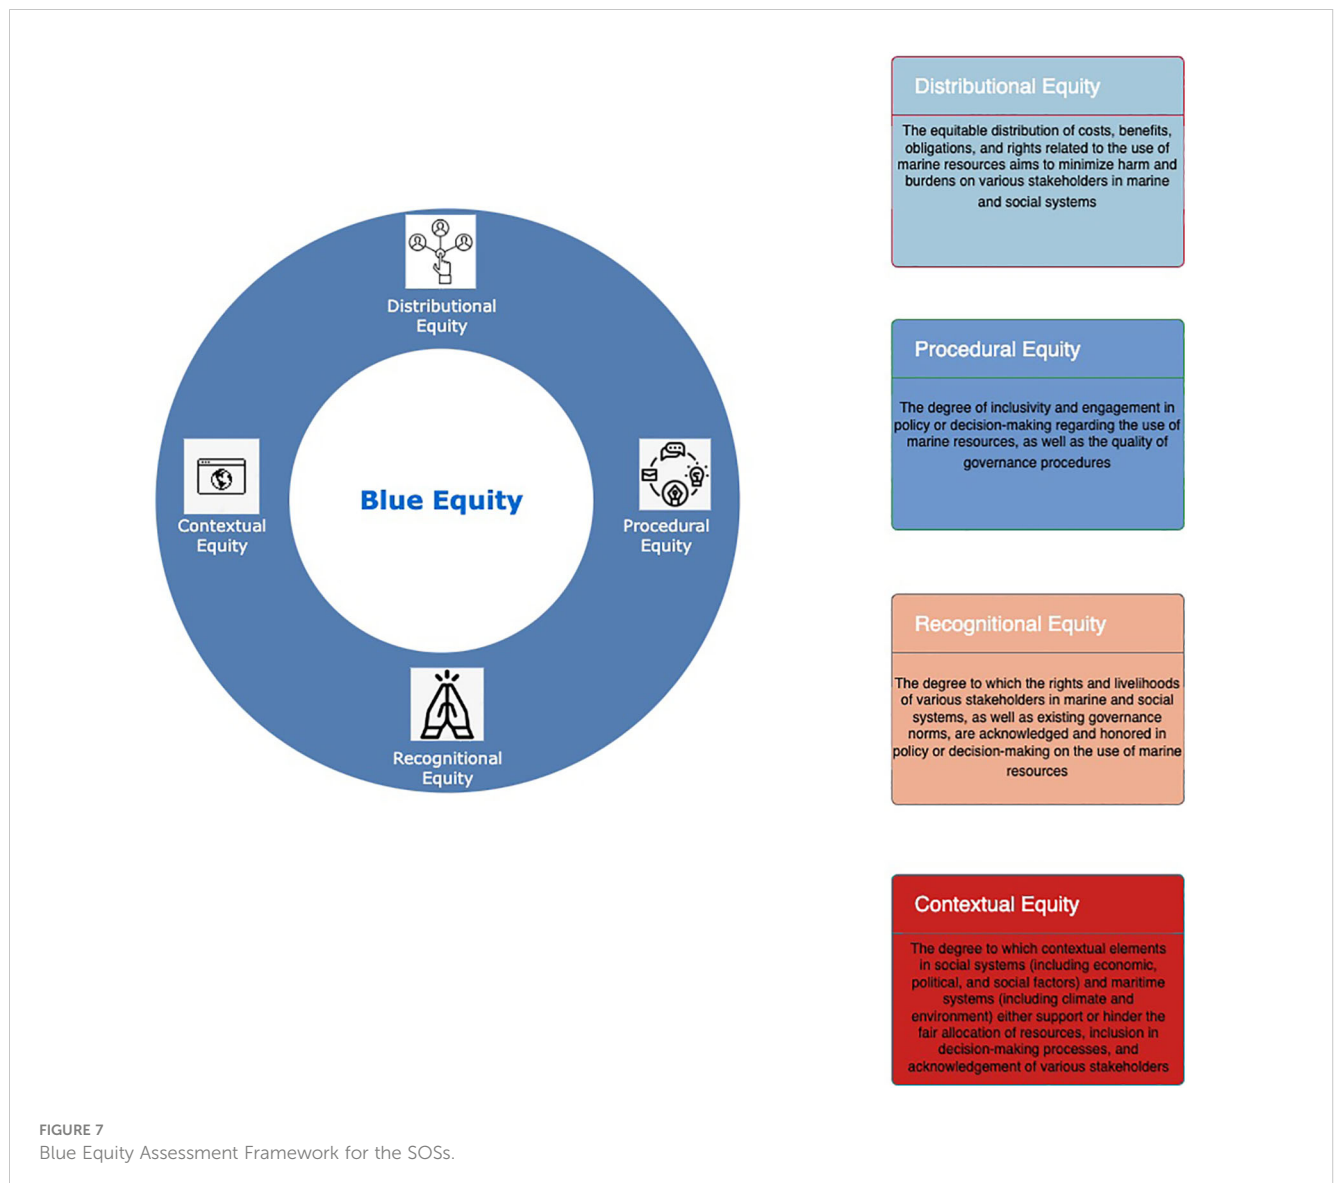 Distributional
Equity
Contextual
Equity
Blue Equity
Procedural
Equity
Recognitional
Equity
Distributional Equity
The equitable distribution of costs, benefits,
obligations, and rights related to the use of
marine resources aims to minimize harm and
burdens on various stakeholders in marine
and social systems
Procedural Equity
The degree of inclusivity and engagement in
policy or decision-making regarding the use of
marine resources, as well as the quality of
governance procedures
Recognitional Equity
The degree to which the rights and livelihoods
of various stakeholders in marine and social
systems, as well as existing governance
norms, are acknowledged and honored in
policy or decision-making on the use of marine
resources
Contextual Equity
The degree to which contextual elements
in social systems (including economic,
political, and social factors) and maritime
systems (including climate and
environment) either support or hinder the
fair allocation of resources, inclusion in
decision-making processes, and
acknowledgement of various stakeholders
FIGURE 7
Blue Equity Assessment Framework for the SOSs.